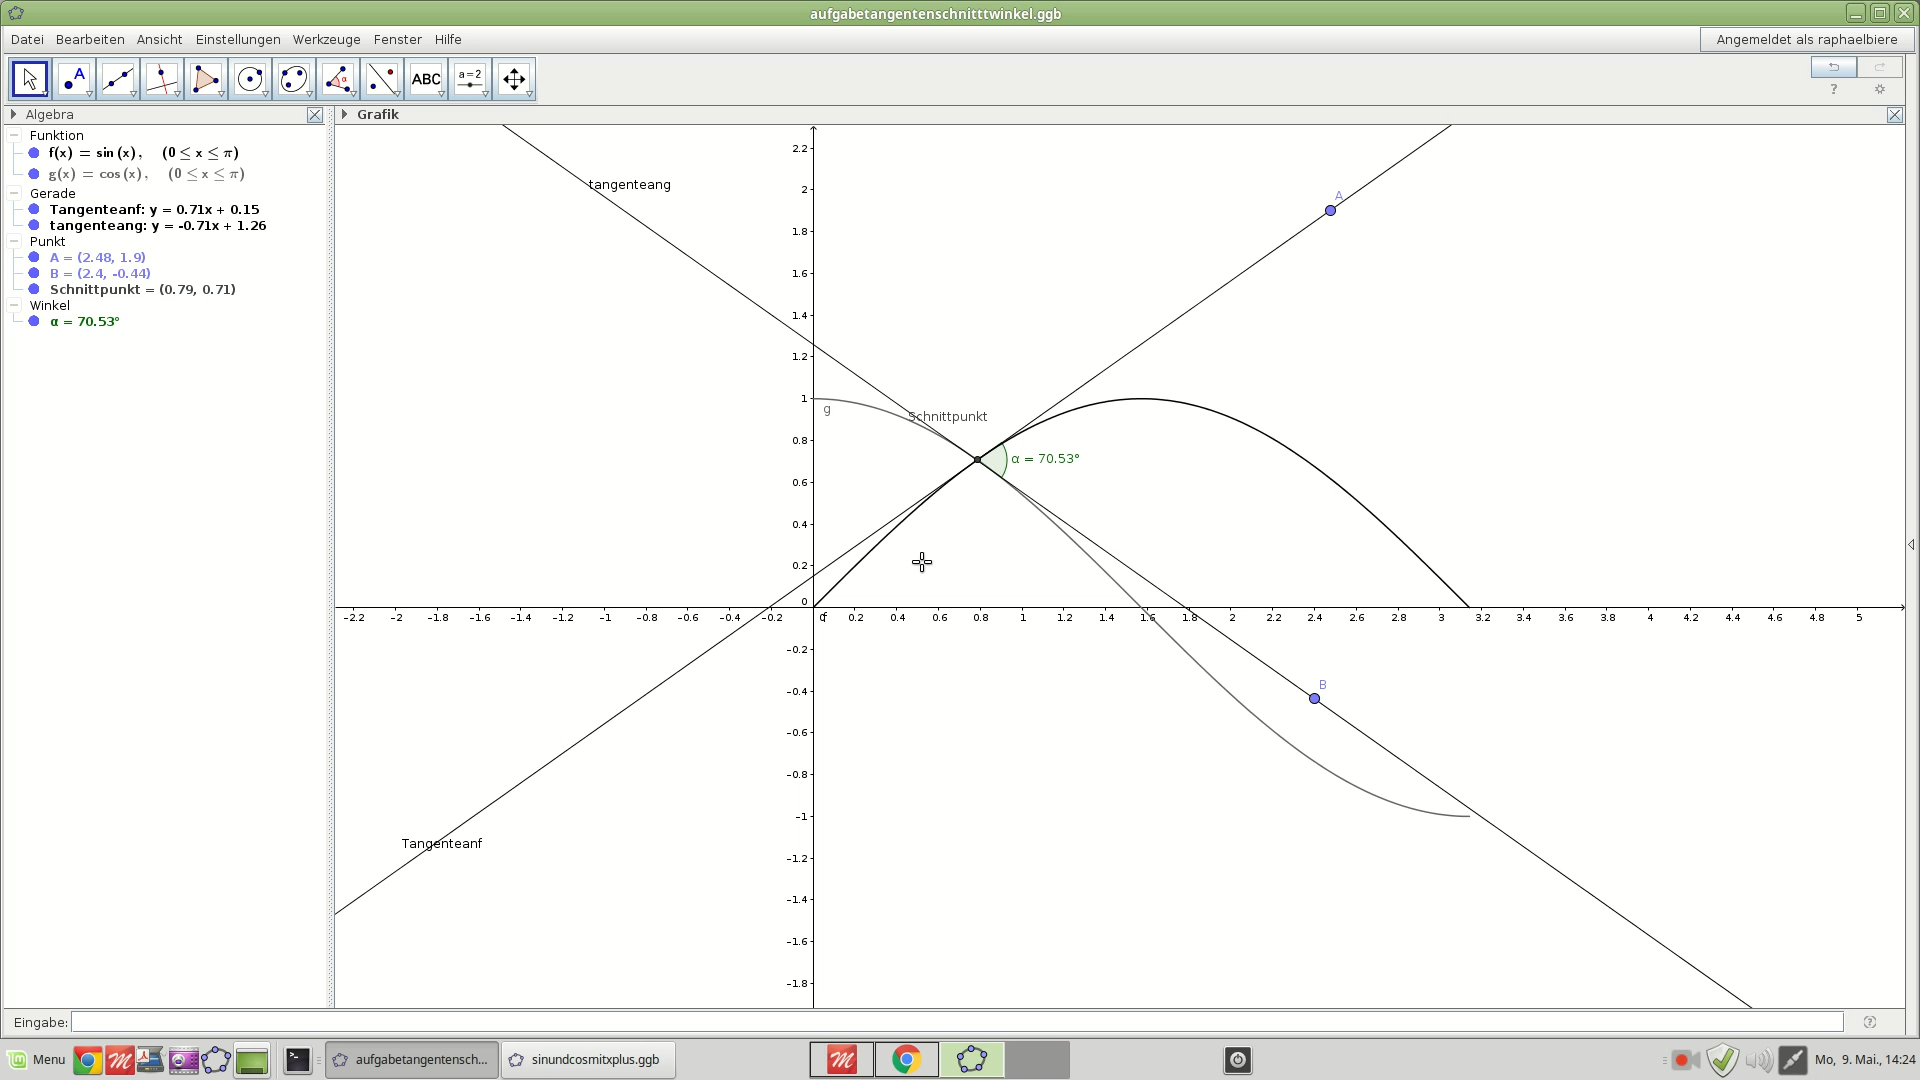 aufgabetangentenschnitttwinkel.ggb
Datei Bearbeiten Ansicht Einstellungen Werkzeuge Fenster Hilfe
Angemeldet als raphaelbiere
A
α
ABC
a=2
?
Algebra
Grafik
Funktion
f(x) = sin (x), (0 ≤ x ≤ π)
g(x) = cos (x), (0 ≤ x ≤ π)
Gerade
Tangenteanf: y = 0.71x + 0.15
tangenteang: y = -0.71x + 1.26
Punkt
A = (2.48, 1.9)
B = (2.4, -0.44)
Schnittpunkt = (0.79, 0.71)
Winkel
α = 70.53°
2.2
tangenteang
2
A
1.8
1.6
1.4
1.2
1
g
Schnittpunkt
0.8
α = 70.53°
0.6
0.4
0.2
0
−2.2 −2 −1.8 −1.6 −1.4 −1.2 −1 −0.8 −0.6 −0.4 −0.2 0 f 0.2 0.4 0.6 0.8 1 1.2 1.4 1.6 1.8 2 2.2 2.4 2.6 2.8 3 3.2 3.4 3.6 3.8 4 4.2 4.4 4.6 4.8 5
−0.2
B
−0.4
−0.6
−0.8
−1
Tangenteanf
−1.2
−1.4
−1.6
−1.8
Eingabe:
Menu
aufgabetangentensch...
sinundcosmitxplus.ggb
Mo, 9. Mai., 14:24